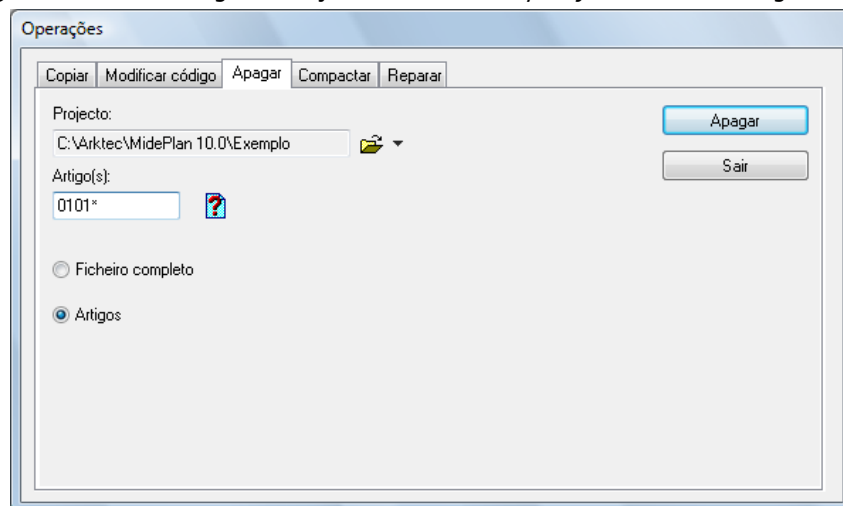 Operações
Copiar Modificar código Apagar Compactar Reparar
Projecto:
C:\Arktec\MidePlan 10.0\Exemplo
Apagar
Sair
Artigo(s):
0101*
Ficheiro completo
Artigos